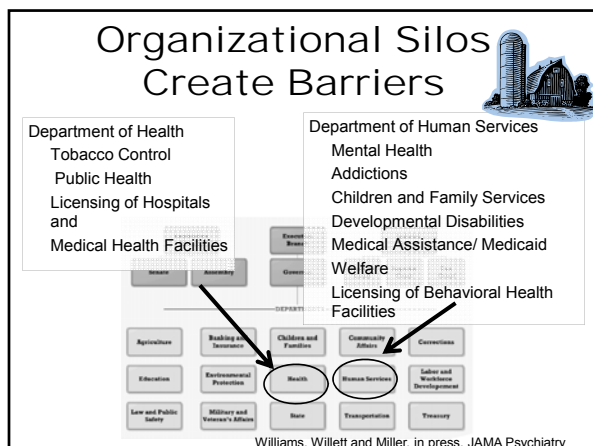 Organizational Silos
Create Barriers
Department of Health
Tobacco Control
Public Health
Licensing of Hospitals
and
Medical Health Facilities
Department of Human Services
Mental Health
Addictions
Children and Family Services
Developmental Disabilities
Medical Assistance/ Medicaid
Welfare
Licensing of Behavioral Health
Facilities
Senate
Assembly
Agriculture
Banking and
Insurance
Children and
Families
Community
Affairs
Corrections
Education
Environmental
Protection
Health
Human Services
Labor and
Workforce
Developement
Law and Public
Safety
Military and
Veteran's Affairs
State
Transportation
Treasury
Williams, Willett and Miller, in press, JAMA Psychiatry